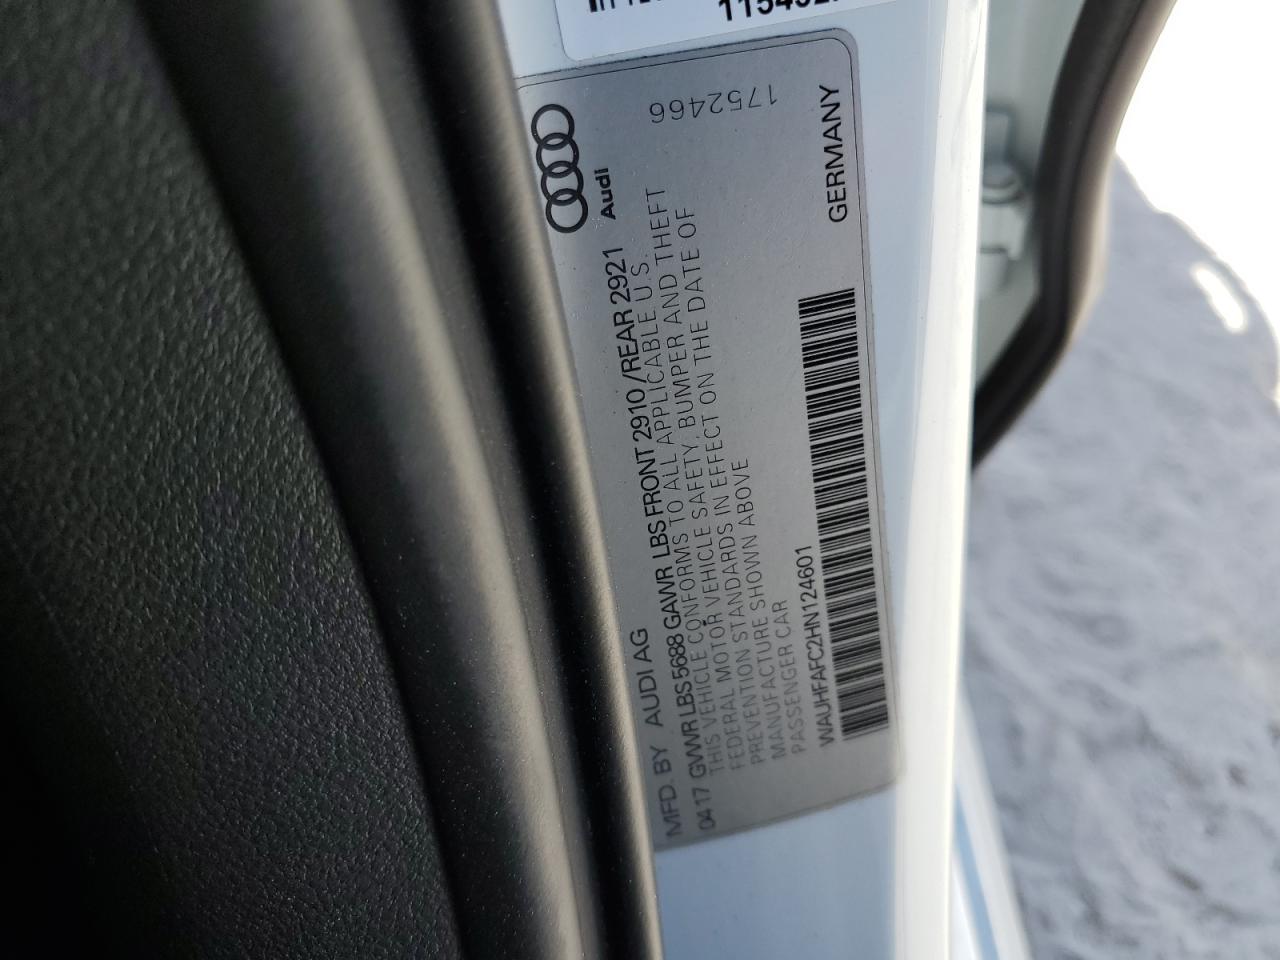 MFD. BY AUDI AG
Audi
0417 GVWR LBS 5688 GAWR LBS FRONT 2910 /REAR 2921
THIS VEHICLE CONFORMS TO ALL APPLICABLE U.S.
FEDERAL MOTOR VEHICLE SAFETY, BUMPER AND THEFT
PREVENTION STANDARDS IN EFFECT ON THE DATE OF
MANUFACTURE SHOWN ABOVE
PASSENGER CAR
WAUHFAFC2HN124601
GERMANY
1752466